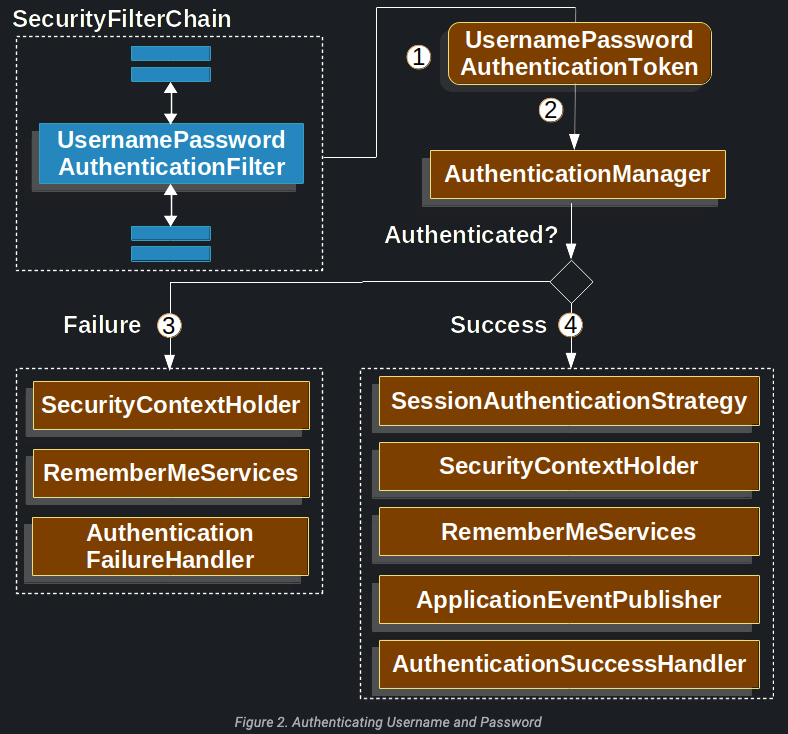 SecurityFilterChain
UsernamePassword
AuthenticationFilter
1
UsernamePassword
AuthenticationToken
2
AuthenticationManager
Authenticated?
Failure
3
Success
4
SecurityContextHolder
RememberMeServices
Authentication
FailureHandler
SessionAuthenticationStrategy
SecurityContextHolder
RememberMeServices
ApplicationEventPublisher
AuthenticationSuccessHandler
Figure 2. Authenticating Username and Password